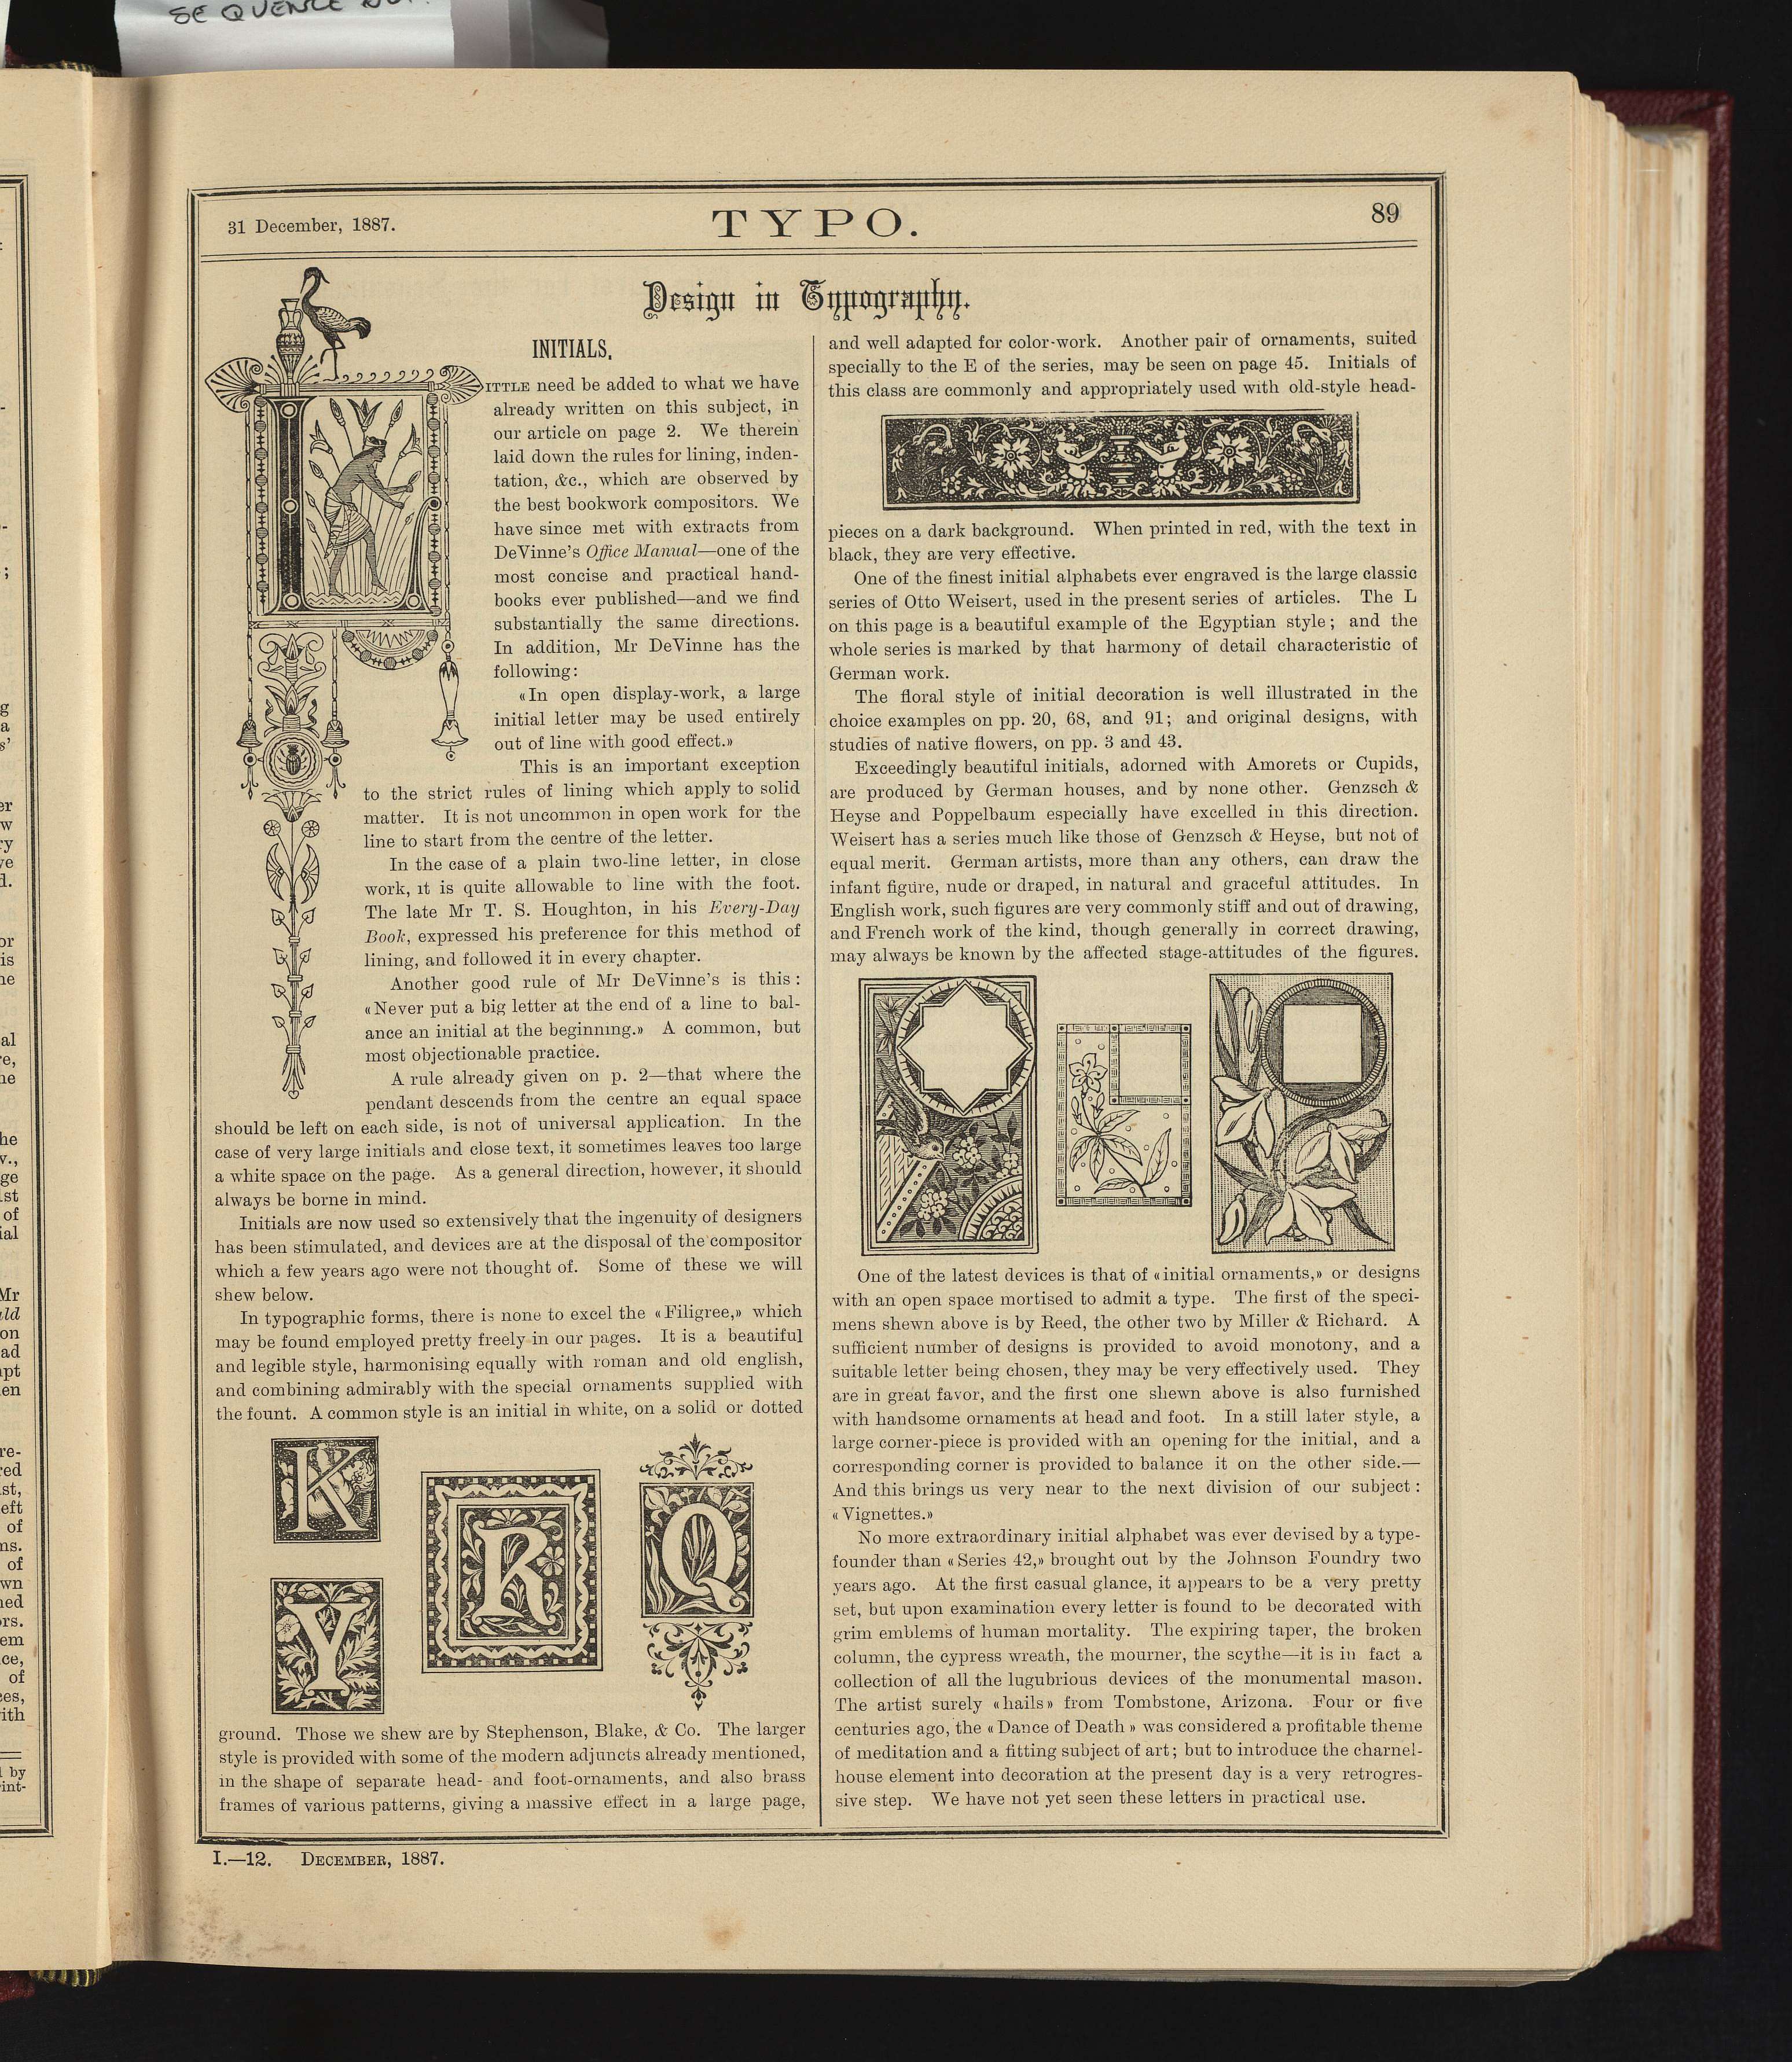 SEQUENCE
31 December, 1887.
TYPO.
89
Design in Typography.
INITIALS.
LITTLE need be added to what we have
already written on this subject, in
our article on page 2. We therein
laid down the rules for lining, inden-
tation, &c., which are observed by
the best bookwork compositors. We
have since met with extracts from
DeVinne's Office Manual—one of the
most concise and practical hand-
books ever published—and we find
substantially the same directions.
In addition, Mr DeVinne has the
following:
«In open display-work, a large
initial letter may be used entirely
out of line with good effect.»
This is an important exception
to the strict rules of lining which apply to solid
matter. It is not uncommon in open work for the
line to start from the centre of the letter.
In the case of a plain two-line letter, in close
work, it is quite allowable to line with the foot.
The late Mr T. S. Houghton, in his Every-Day
Book, expressed his preference for this method of
lining, and followed it in every chapter.
Another good rule of Mr DeVinne's is this:
«Never put a big letter at the end of a line to bal-
ance an initial at the beginning.» A common, but
most objectionable practice.
A rule already given on p. 2—that where the
pendant descends from the centre an equal space
should be left on each side, is not of universal application. In the
case of very large initials and close text, it sometimes leaves too large
a white space on the page. As a general direction, however, it should
always be borne in mind.
Initials are now used so extensively that the ingenuity of designers
has been stimulated, and devices are at the disposal of the compositor
which a few years ago were not thought of. Some of these we will
shew below.
In typographic forms, there is none to excel the «Filigree,» which
may be found employed pretty freely in our pages. It is a beautiful
and legible style, harmonising equally with roman and old english,
and combining admirably with the special ornaments supplied with
the fount. A common style is an initial in white, on a solid or dotted
K
R
Q
Y
ground. Those we shew are by Stephenson, Blake, & Co. The larger
style is provided with some of the modern adjuncts already mentioned,
in the shape of separate head- and foot-ornaments, and also brass
frames of various patterns, giving a massive effect in a large page,
and well adapted for color-work. Another pair of ornaments, suited
specially to the E of the series, may be seen on page 45. Initials of
this class are commonly and appropriately used with old-style head-
pieces on a dark background. When printed in red, with the text in
black, they are very effective.
One of the finest initial alphabets ever engraved is the large classic
series of Otto Weisert, used in the present series of articles. The L
on this page is a beautiful example of the Egyptian style; and the
whole series is marked by that harmony of detail characteristic of
German work.
The floral style of initial decoration is well illustrated in the
choice examples on pp. 20, 68, and 91; and original designs, with
studies of native flowers, on pp. 3 and 43.
Exceedingly beautiful initials, adorned with Amorets or Cupids,
are produced by German houses, and by none other. Genzsch &
Heyse and Poppelbaum especially have excelled in this direction.
Weisert has a series much like those of Genzsch & Heyse, but not of
equal merit. German artists, more than any others, can draw the
infant figure, nude or draped, in natural and graceful attitudes. In
English work, such figures are very commonly stiff and out of drawing,
and French work of the kind, though generally in correct drawing,
may always be known by the affected stage-attitudes of the figures.
One of the latest devices is that of «initial ornaments,» or designs
with an open space mortised to admit a type. The first of the speci-
mens shewn above is by Reed, the other two by Miller & Richard. A
sufficient number of designs is provided to avoid monotony, and a
suitable letter being chosen, they may be very effectively used. They
are in great favor, and the first one shewn above is also furnished
with handsome ornaments at head and foot. In a still later style, a
large corner-piece is provided with an opening for the initial, and a
corresponding corner is provided to balance it on the other side.—
And this brings us very near to the next division of our subject:
«Vignettes.»
No more extraordinary initial alphabet was ever devised by a type-
founder than «Series 42,» brought out by the Johnson Foundry two
years ago. At the first casual glance, it appears to be a very pretty
set, but upon examination every letter is found to be decorated with
grim emblems of human mortality. The expiring taper, the broken
column, the cypress wreath, the mourner, the scythe—it is in fact a
collection of all the lugubrious devices of the monumental mason.
The artist surely «hails» from Tombstone, Arizona. Four or five
centuries ago, the «Dance of Death» was considered a profitable theme
of meditation and a fitting subject of art; but to introduce the charnel-
house element into decoration at the present day is a very retrogres-
sive step. We have not yet seen these letters in practical use.
I.—12. DECEMBER, 1887.